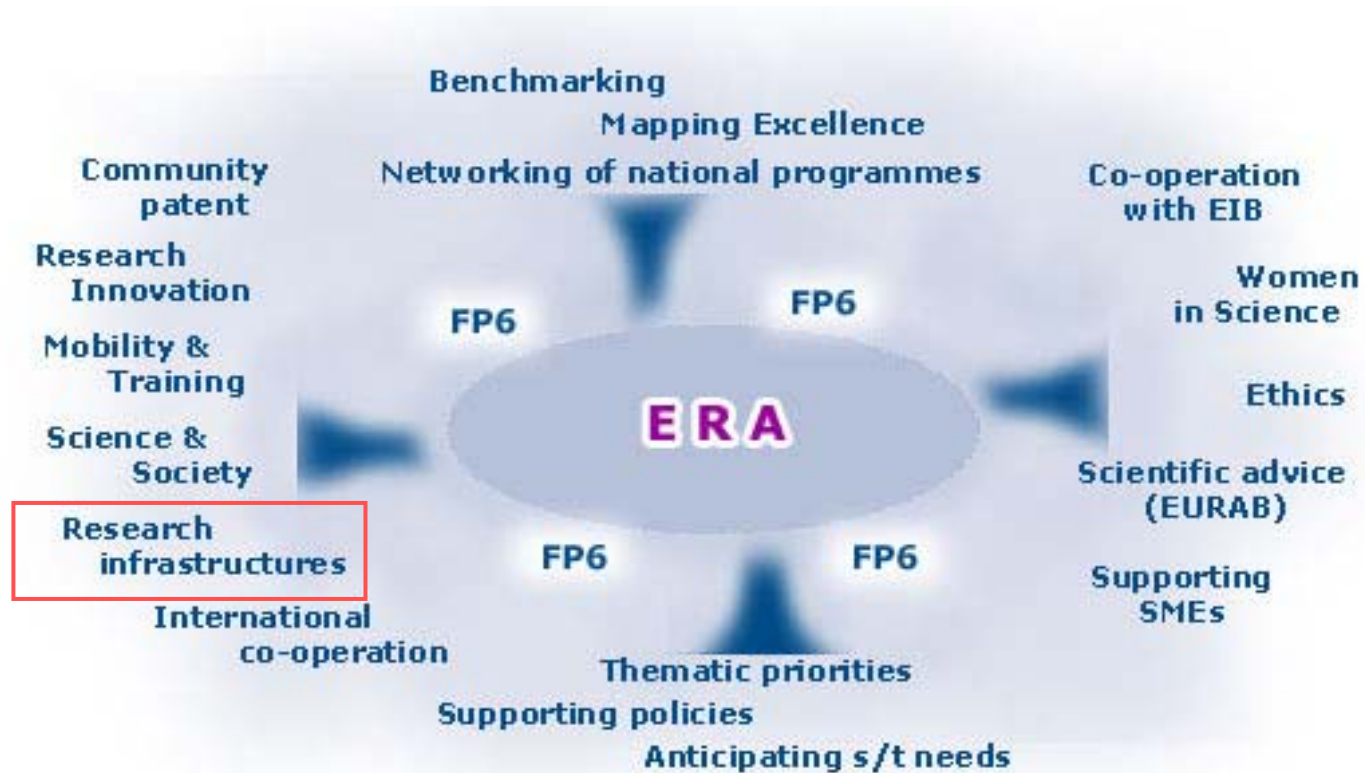 Benchmarking
Mapping Excellence
Networking of national programmes
Community
patent
Research
Innovation
Mobility &
Training
Science &
Society
Research
infrastructures
International
co-operation
FP6
FP6
E R A
FP6
FP6
Co-operation
with EIB
Women
in Science
Ethics
Scientific advice
(EURAB)
Supporting
SMEs
Thematic priorities
Supporting policies
Anticipating s/t needs